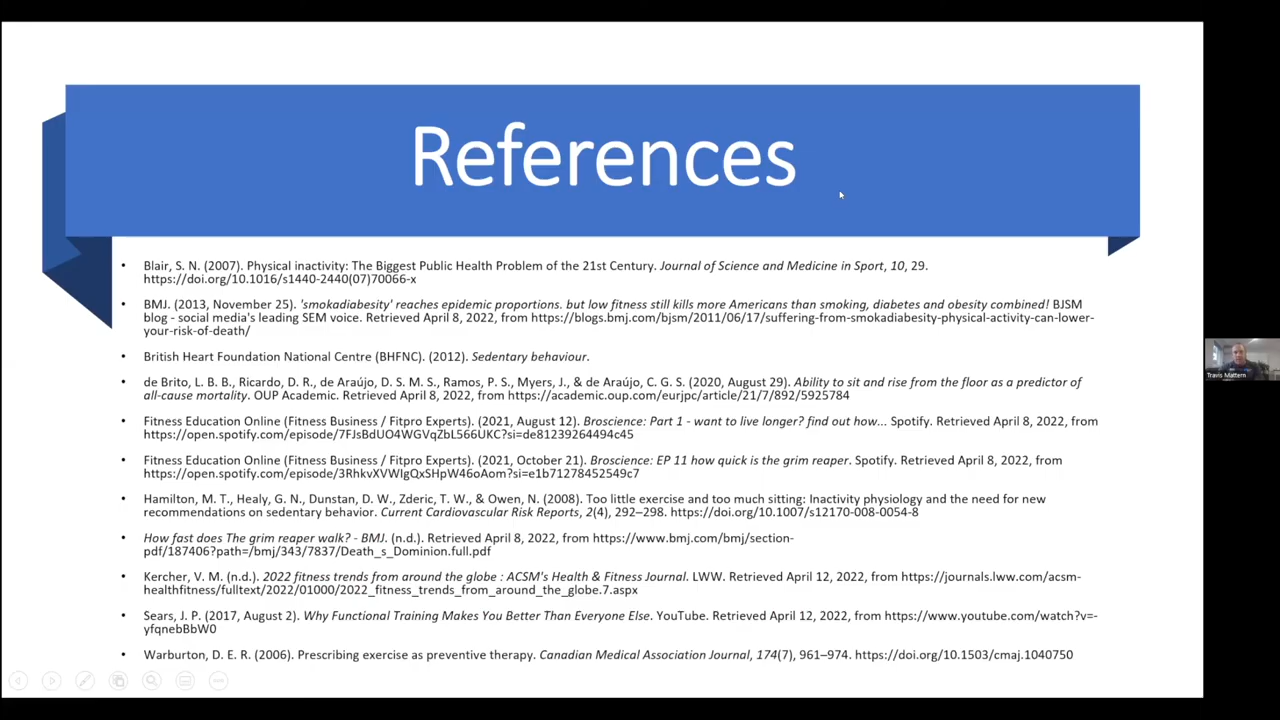 References
• Blair, S. N. (2007). Physical inactivity: The Biggest Public Health Problem of the 21st Century. Journal of Science and Medicine in Sport, 10, 29.
https://doi.org/10.1016/s1440-2440(07)70066-x
• BMJ. (2013, November 25). 'smokadiabesity' reaches epidemic proportions. but low fitness still kills more Americans than smoking, diabetes and obesity combined! BJSM
blog - social media's leading SEM voice. Retrieved April 8, 2022, from https://blogs.bmj.com/bjsm/2011/06/17/suffering-from-smokadiabesity-physical-activity-can-lower-
your-risk-of-death/
• British Heart Foundation National Centre (BHFNC). (2012). Sedentary behaviour.
• de Brito, L. B. B., Ricardo, D. R., de Araújo, D. S. M. S., Ramos, P. S., Myers, J., & de Araújo, C. G. S. (2020, August 29). Ability to sit and rise from the floor as a predictor of
all-cause mortality. OUP Academic. Retrieved April 8, 2022, from https://academic.oup.com/eurjpc/article/21/7/892/5925784
• Fitness Education Online (Fitness Business / Fitpro Experts). (2021, August 12). Broscience: Part 1 - want to live longer? find out how... Spotify. Retrieved April 8, 2022, from
https://open.spotify.com/episode/7FJsBdUO4WGVqZbL566UKC?si=de81239264494c45
• Fitness Education Online (Fitness Business / Fitpro Experts). (2021, October 21). Broscience: EP 11 how quick is the grim reaper. Spotify. Retrieved April 8, 2022, from
https://open.spotify.com/episode/3RhkvXVWIgQxSHpW46oAom?si=e1b71278452549c7
• Hamilton, M. T., Healy, G. N., Dunstan, D. W., Zderic, T. W., & Owen, N. (2008). Too little exercise and too much sitting: Inactivity physiology and the need for new
recommendations on sedentary behavior. Current Cardiovascular Risk Reports, 2(4), 292–298. https://doi.org/10.1007/s12170-008-0054-8
• How fast does The grim reaper walk? - BMJ. (n.d.). Retrieved April 8, 2022, from https://www.bmj.com/bmj/section-
pdf/187406?path=/bmj/343/7837/Death_s_Dominion.full.pdf
• Kercher, V. M. (n.d.). 2022 fitness trends from around the globe : ACSM's Health & Fitness Journal. LWW. Retrieved April 12, 2022, from https://journals.lww.com/acsm-
healthfitness/fulltext/2022/01000/2022_fitness_trends_from_around_the_globe.7.aspx
• Sears, J. P. (2017, August 2). Why Functional Training Makes You Better Than Everyone Else. YouTube. Retrieved April 12, 2022, from https://www.youtube.com/watch?v=-
yfqnebBbW0
• Warburton, D. E. R. (2006). Prescribing exercise as preventive therapy. Canadian Medical Association Journal, 174(7), 961–974. https://doi.org/10.1503/cmaj.1040750
Travis Mattern